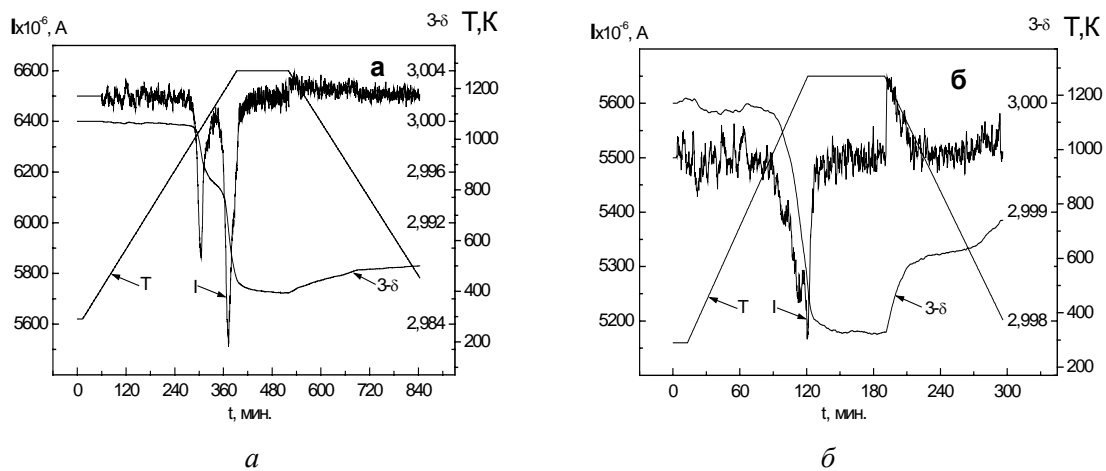 Ix10⁻⁶, A 3-δ T,K
6600 а 3,004 1200
6400 3,000 1000
6200 2,996 800
6000 2,992 600
5800 T I 3-δ 400
5600 2,984 200
0 120 240 360 480 600 720 840
t, мин.
а
Ix10⁻⁶, A 3-δ T,K
5600 б 3,000 1200
5500 1000
5400 2,999 800
600
5300 3-δ
T I 400
5200 2,998 200
0 60 120 180 240 300
t, мин.
б